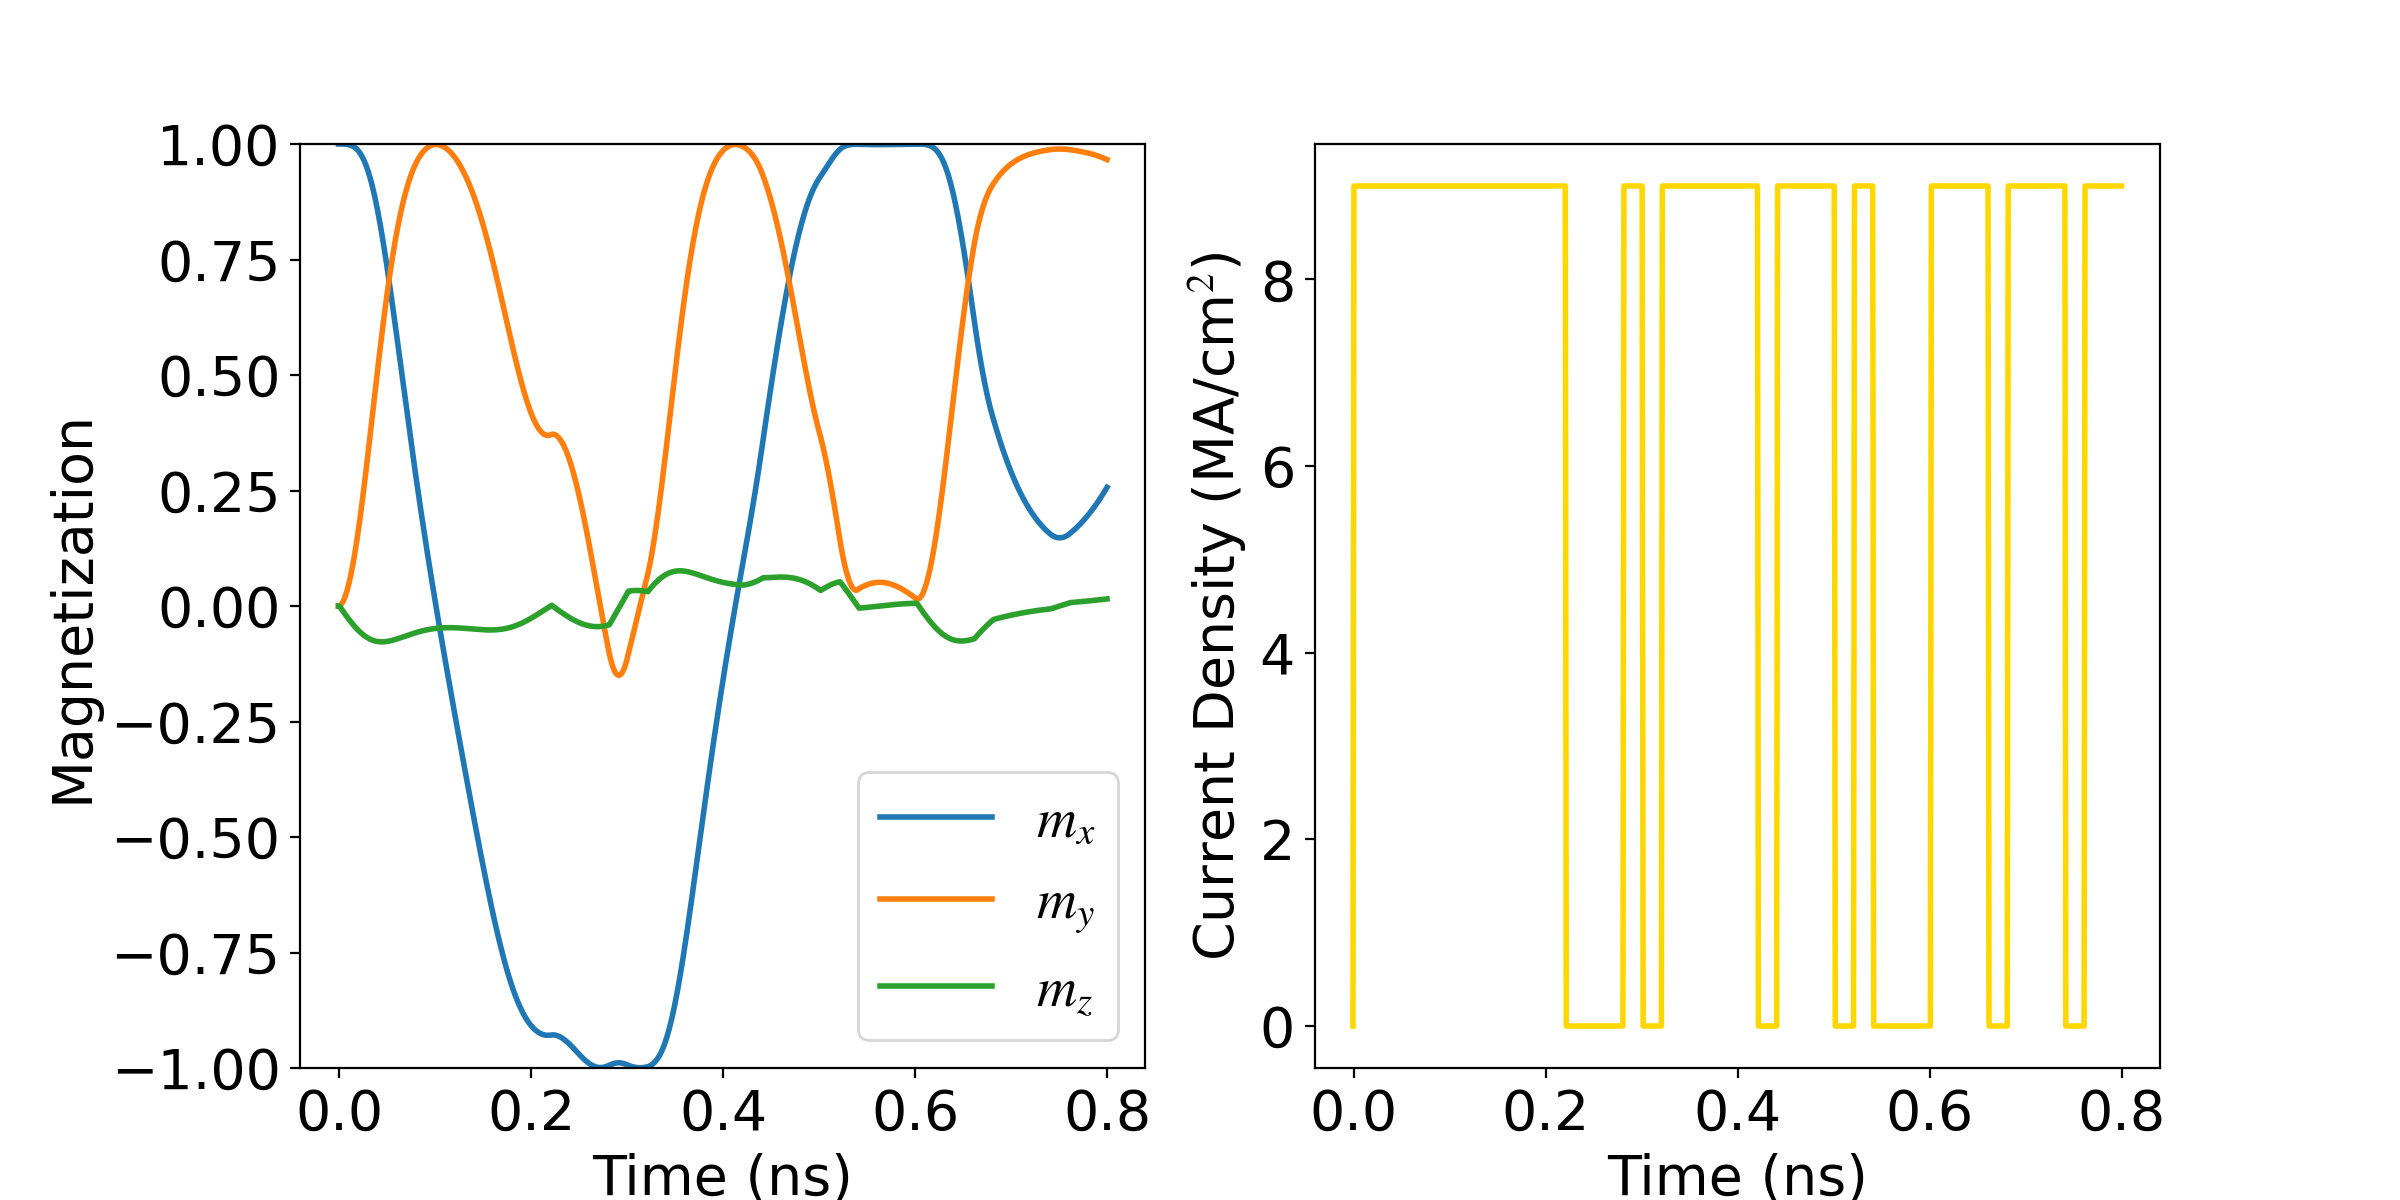 Magnetization
1.00
0.75
0.50
0.25
0.00
−0.25
−0.50
−0.75
−1.00
0.0 0.2 0.4 0.6 0.8
Time (ns)
m_x
m_y
m_z
Current Density (MA/cm²)
8
6
4
2
0
0.0 0.2 0.4 0.6 0.8
Time (ns)